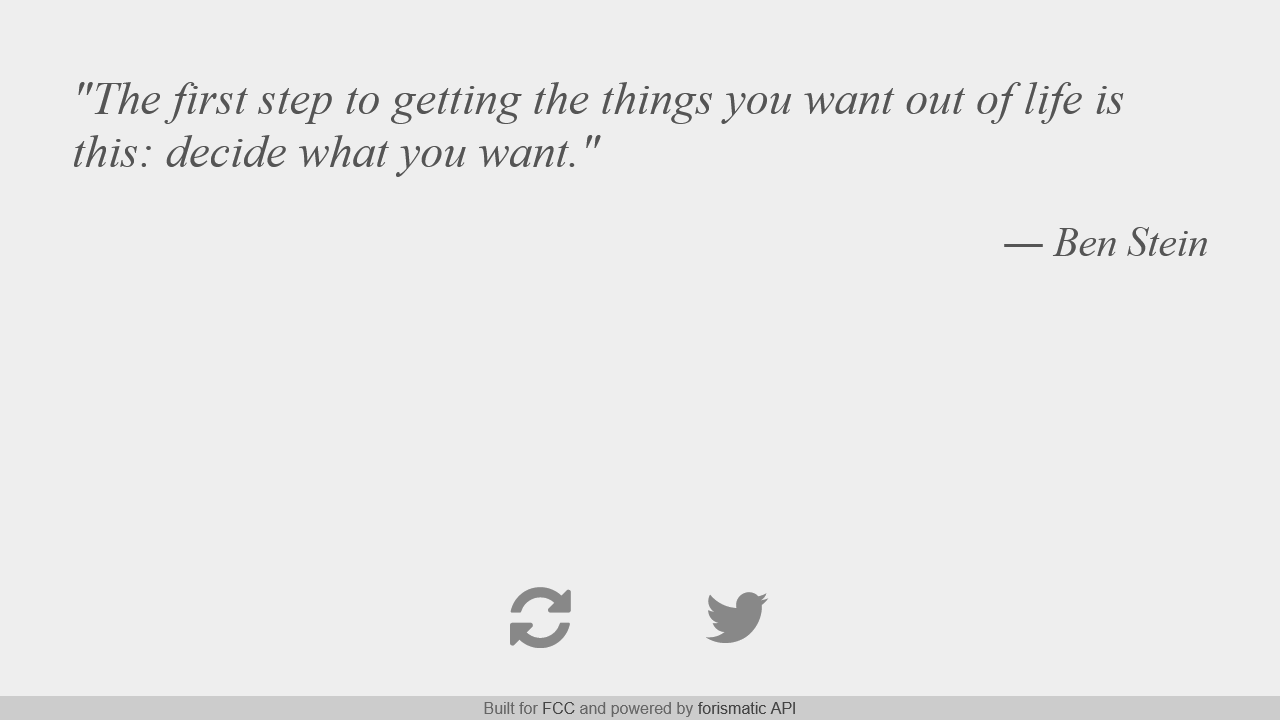 "The first step to getting the things you want out of life is
this: decide what you want."
— Ben Stein
Built for FCC and powered by forismatic API